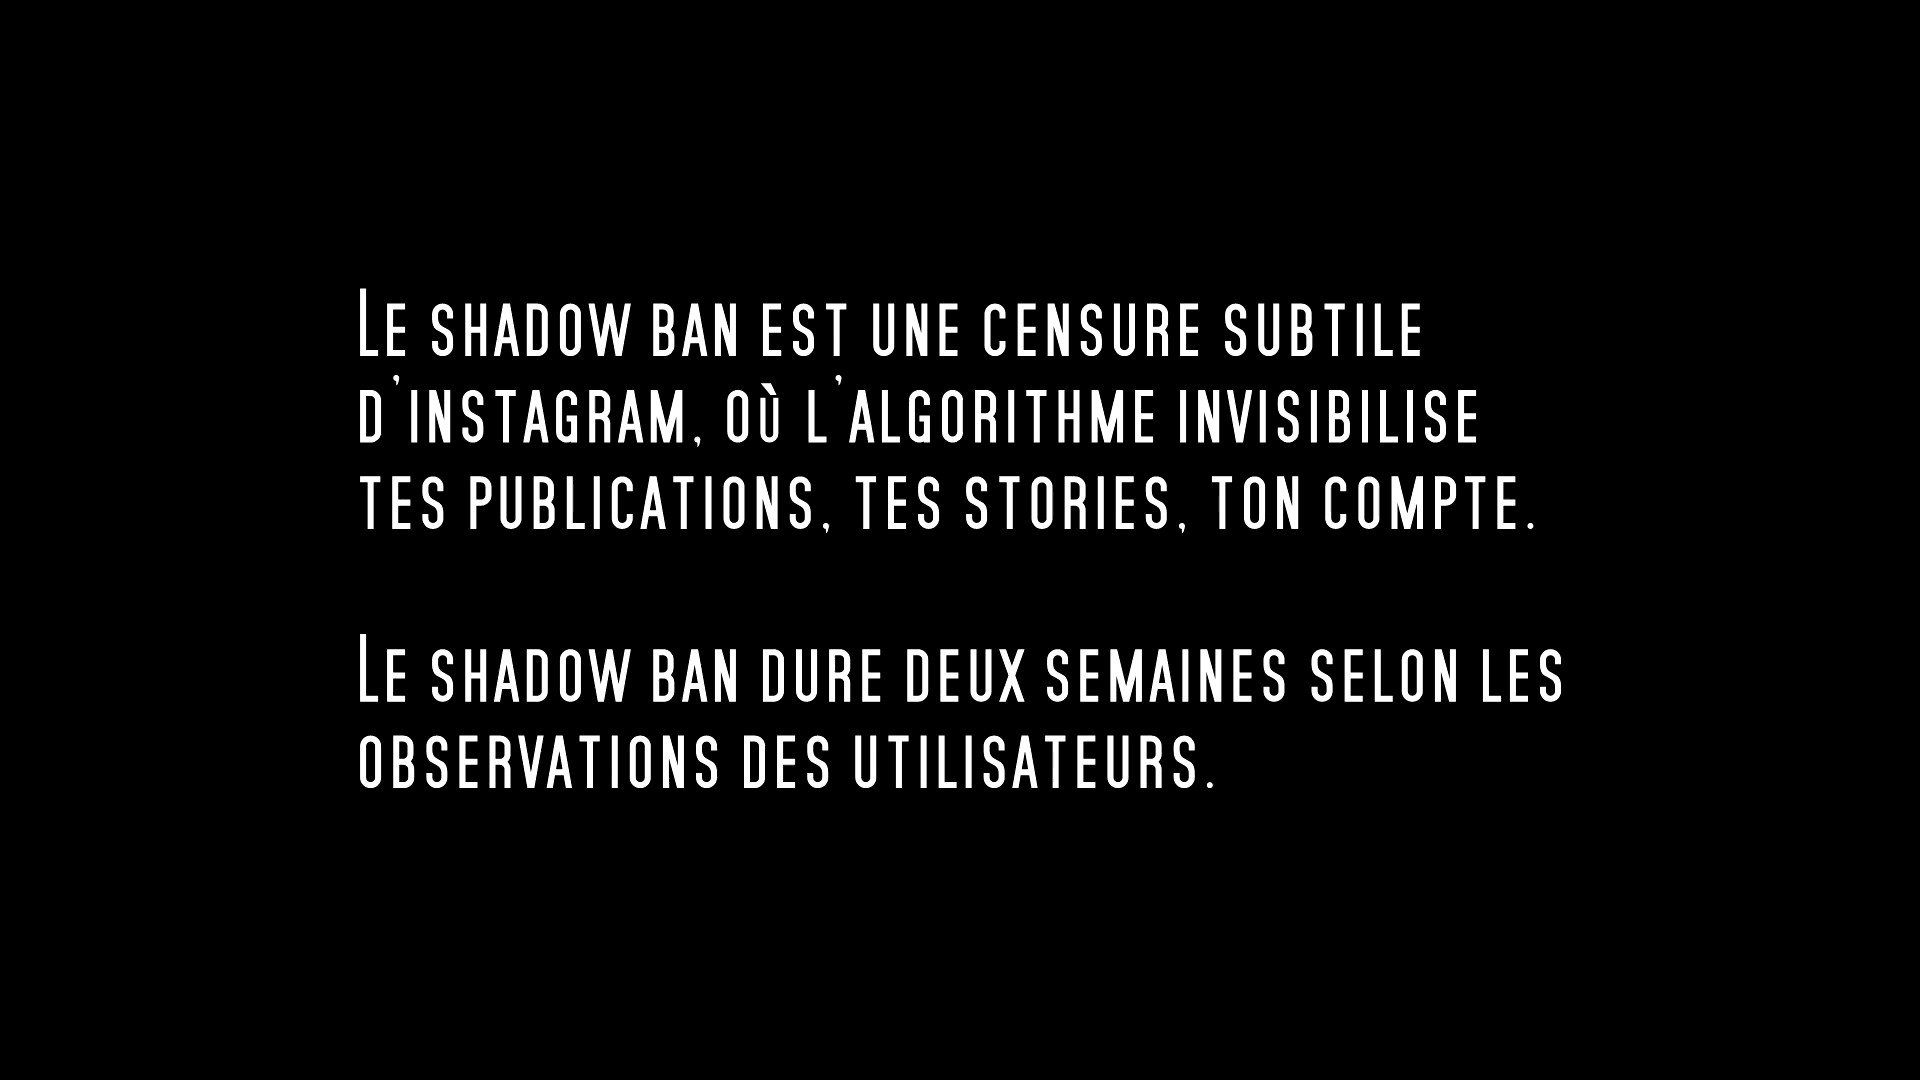 Le shadow ban est une censure subtile
d'Instagram, où l'algorithme invisibilise
tes publications, tes stories, ton compte.
Le shadow ban dure deux semaines selon les
observations des utilisateurs.